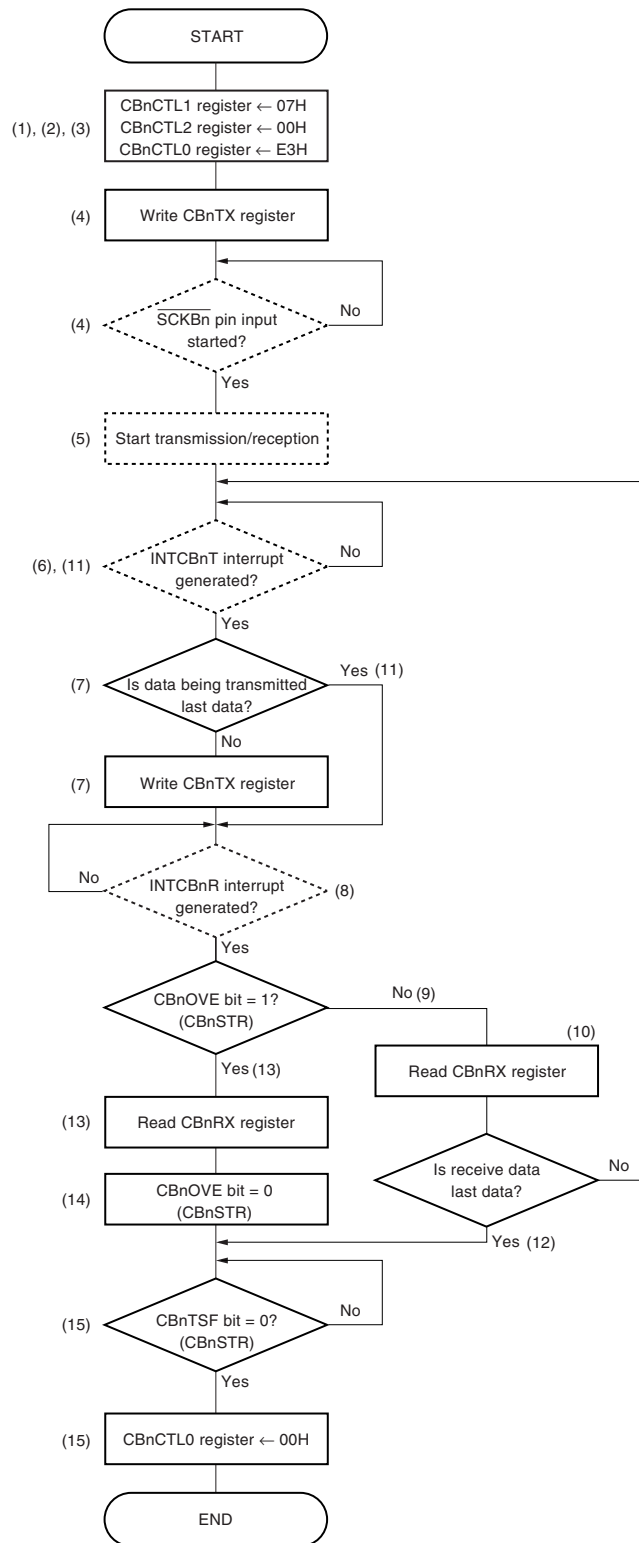 START
(1), (2), (3)
CBnCTL1 register ← 07H
CBnCTL2 register ← 00H
CBnCTL0 register ← E3H
(4)
Write CBnTX register
(4)
SCKBn pin input
started?
No
Yes
(5)
Start transmission/reception
(6), (11)
INTCBnT interrupt
generated?
No
Yes
(7)
Is data being transmitted
last data?
Yes (11)
No
(7)
Write CBnTX register
No
INTCBnR interrupt
generated?
(8)
Yes
CBnOVE bit = 1?
(CBnSTR)
No (9)
Yes (13)
(10)
Read CBnRX register
(13)
Read CBnRX register
Is receive data
last data?
No
Yes (12)
(14)
CBnOVE bit = 0
(CBnSTR)
(15)
CBnTSF bit = 0?
(CBnSTR)
No
Yes
(15)
CBnCTL0 register ← 00H
END